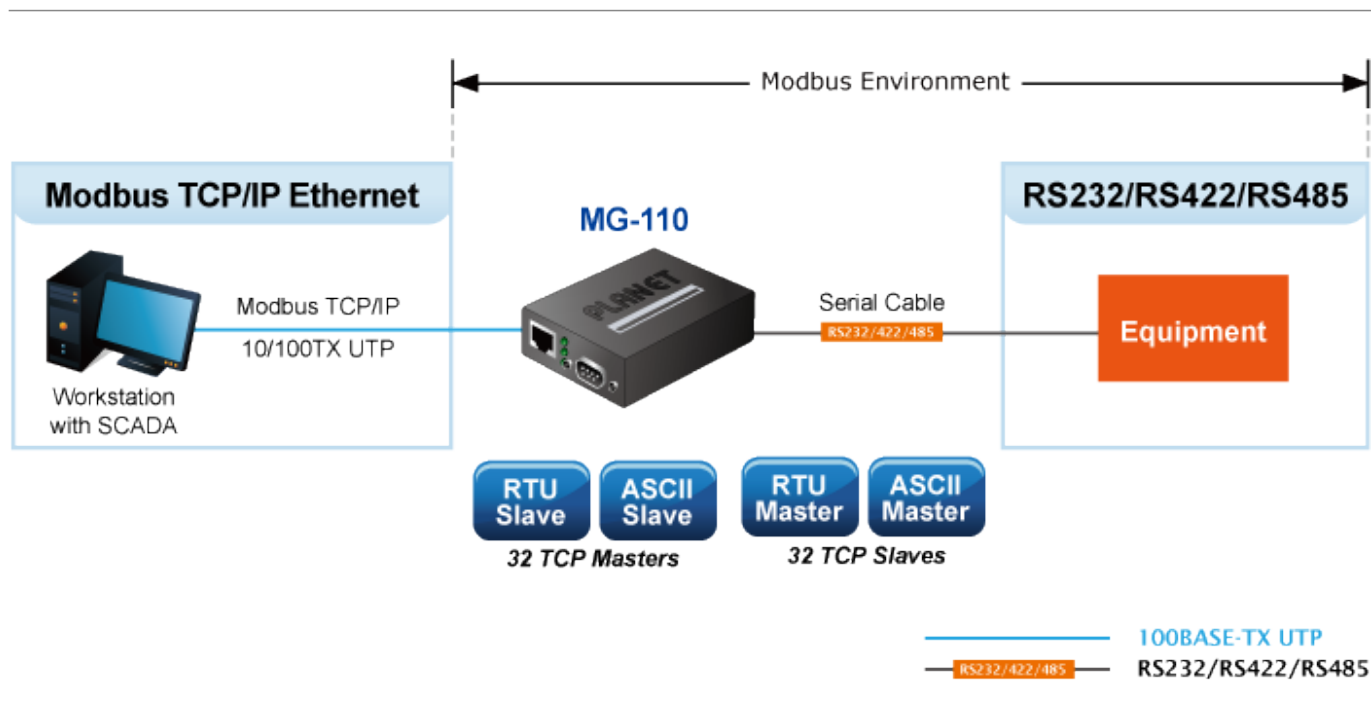 Modbus Environment
Modbus TCP/IP Ethernet
RS232/RS422/RS485
MG-110
PLANET
Modbus TCP/IP
10/100TX UTP
Serial Cable
RS232/422/485
Equipment
Workstation
with SCADA
RTU
Slave
ASCII
Slave
RTU
Master
ASCII
Master
32 TCP Masters
32 TCP Slaves
100BASE-TX UTP
RS232/422/485
RS232/RS422/RS485